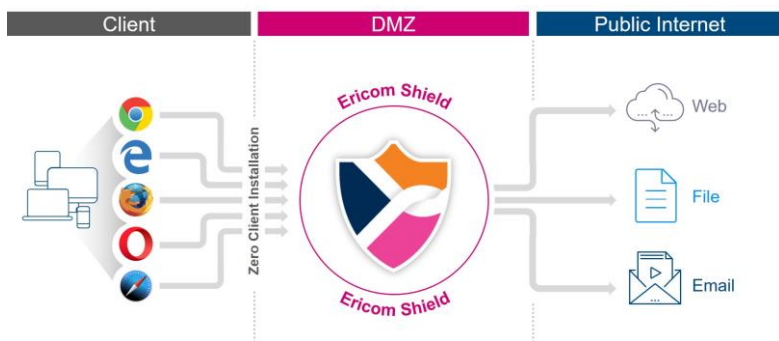 Client
DMZ
Public Internet
Zero Client Installation
Ericom Shield
Ericom Shield
Web
File
Email